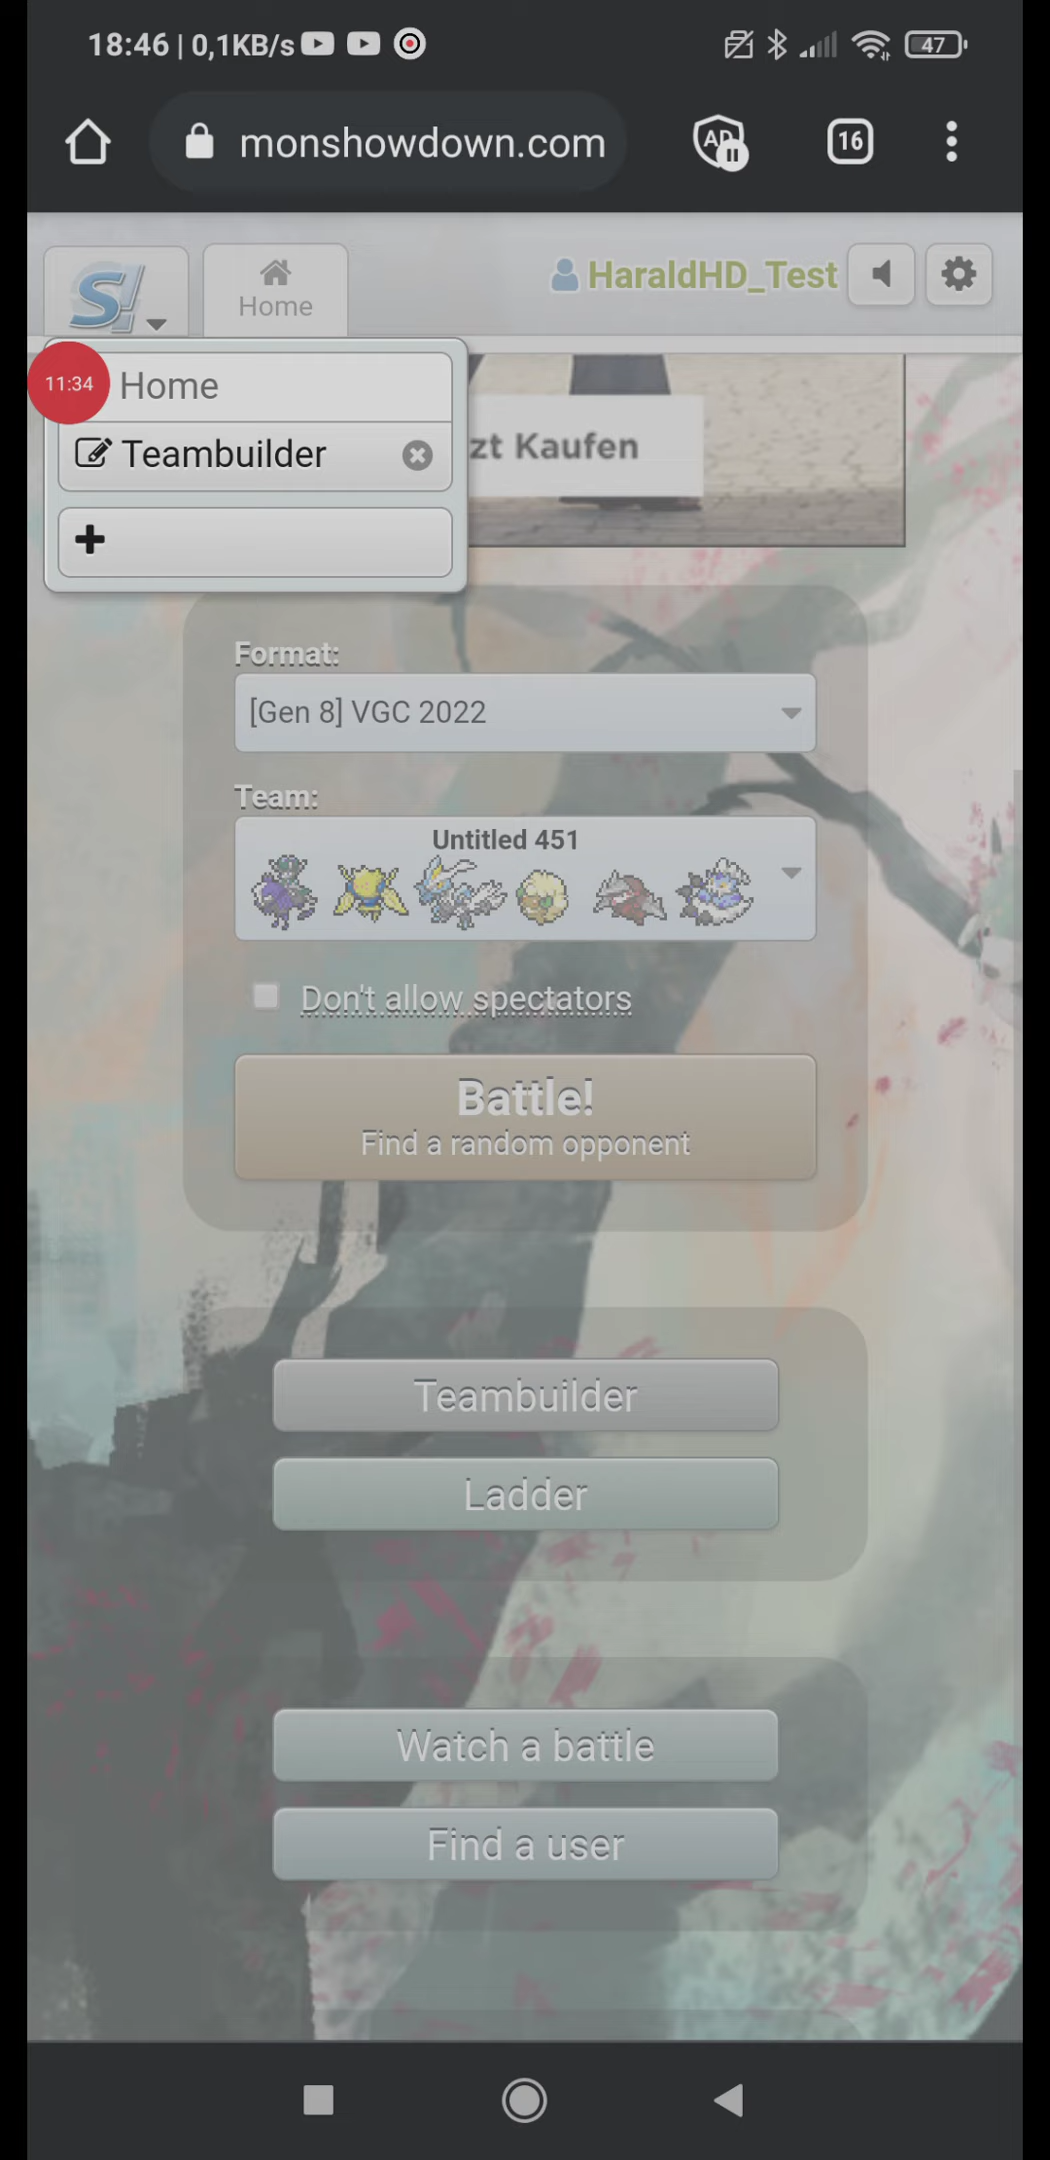 18:46 | 0,1KB/s
47
monshowdown.com
AD
16
S!
Home
HaraldHD_Test
11:34
Home
Teambuilder
zt Kaufen
Format:
[Gen 8] VGC 2022
Team:
Untitled 451
Don't allow spectators
Battle!
Find a random opponent
Teambuilder
Ladder
Watch a battle
Find a user